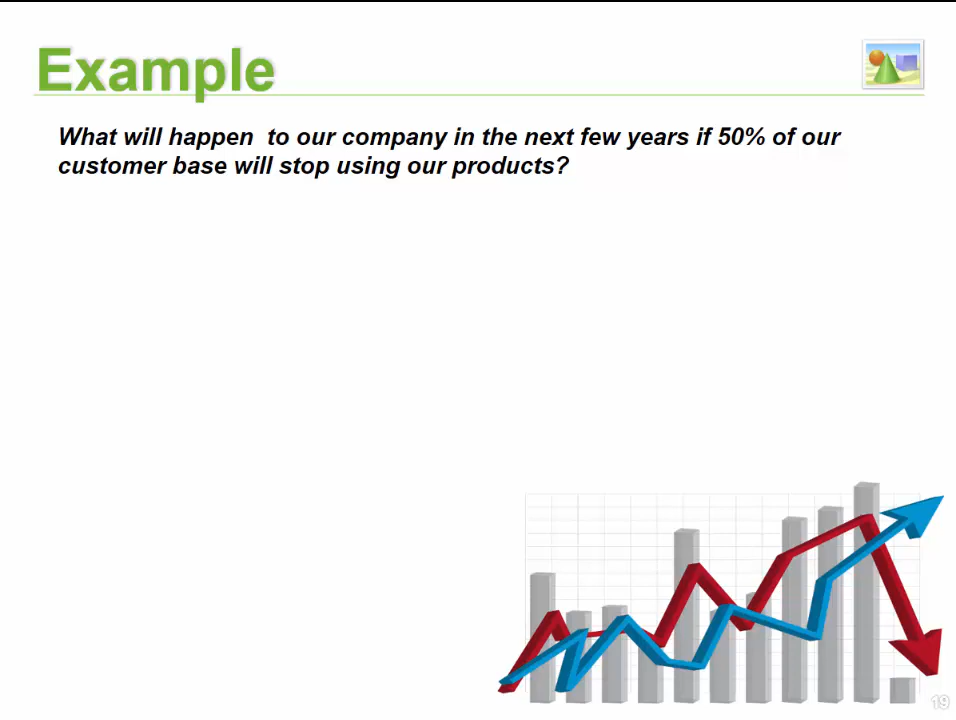 Example
What will happen  to our company in the next few years if 50% of our
customer base will stop using our products?
19